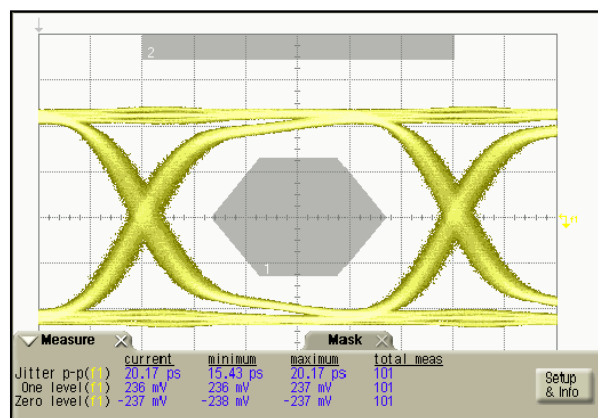 2
1
f1
Measure
Mask
current minimum maximum total meas
Jitter p-p(f1) 20.17 ps 15.43 ps 20.17 ps 101
One level(f1) 236 mV 236 mV 237 mV 101
Zero level(f1) -237 mV -238 mV -237 mV 101
Setup
& Info